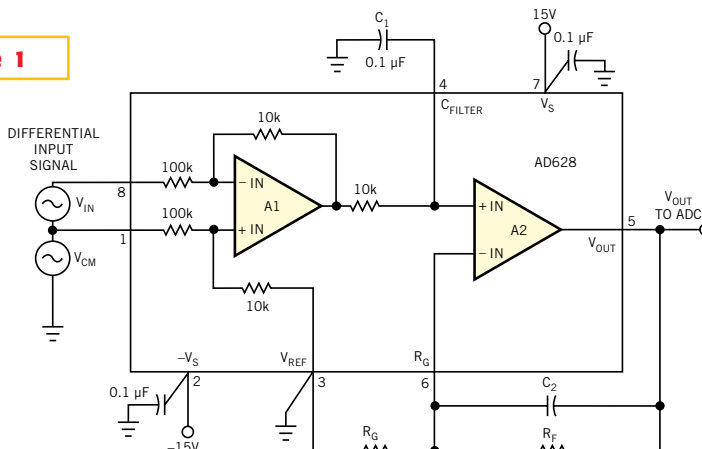 e 1
C1
0.1 µF
15V
0.1 µF
4
CFILTER
7
VS
DIFFERENTIAL
INPUT
SIGNAL
10k
AD628
100k
– IN
8
VIN
A1
10k
+ IN
A2
VOUT
TO ADC
5
VOUT
100k
+ IN
1
– IN
VCM
10k
–VS
VREF
RG
2
3
6
0.1 µF
C2
–15V
RG
RF